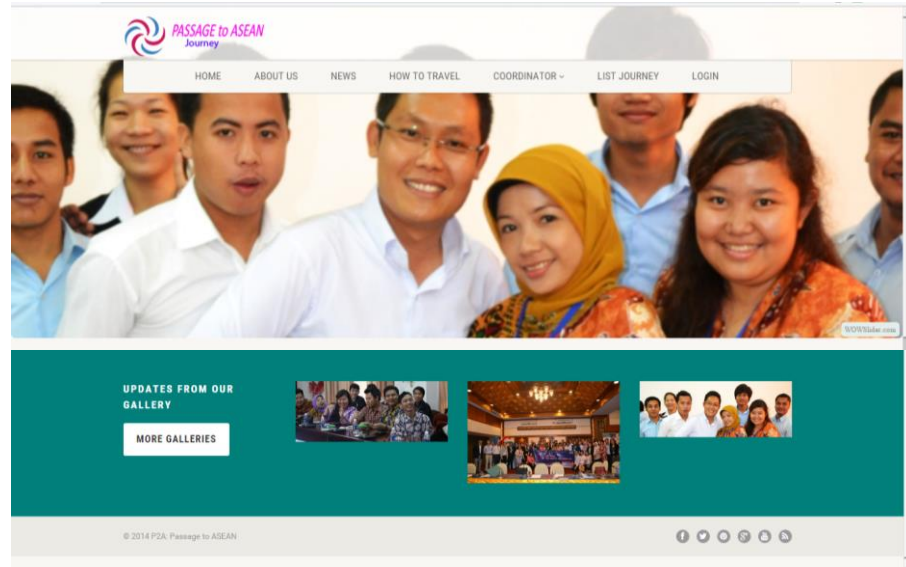 PASSAGE to ASEAN
Journey
HOME ABOUT US NEWS HOW TO TRAVEL COORDINATOR LIST JOURNEY LOGIN
WOWSlider.com
UPDATES FROM OUR
GALLERY
MORE GALLERIES
© 2014 P2A: Passage to ASEAN